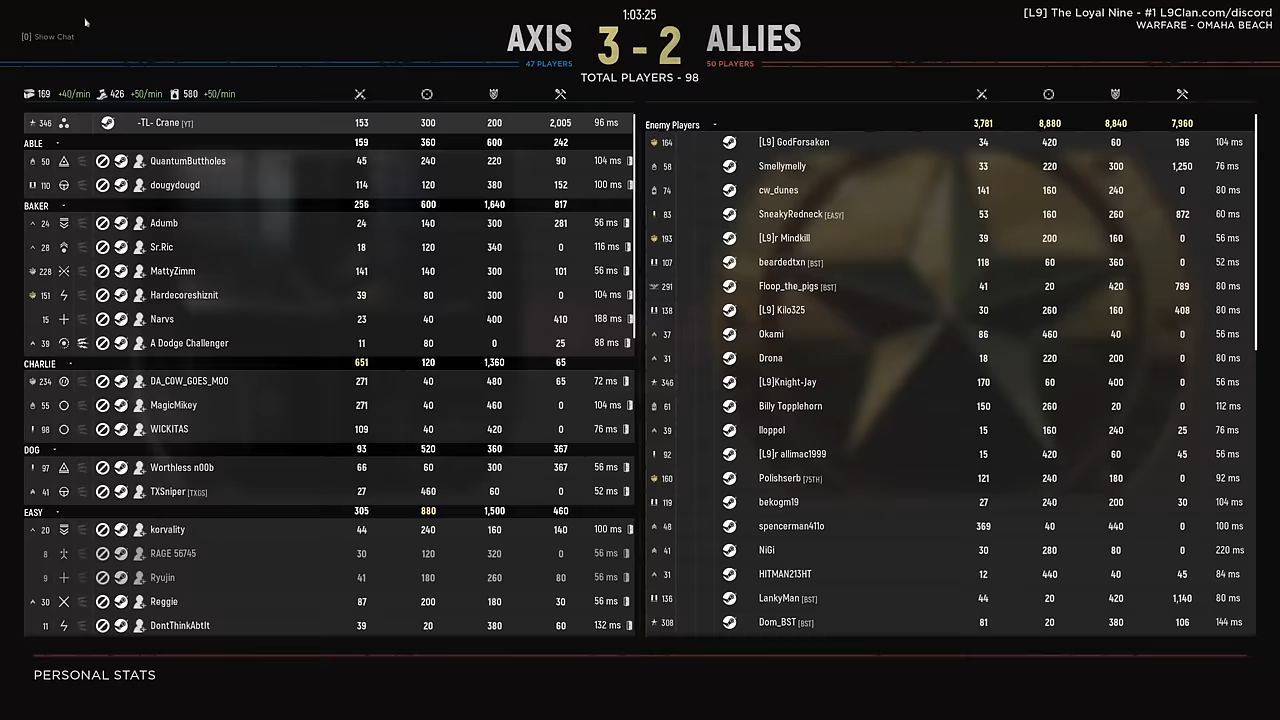 [0] Show Chat
1:03:25
AXIS 3 - 2 ALLIES
47 PLAYERS 50 PLAYERS
TOTAL PLAYERS - 98
[L9] The Loyal Nine - #1 L9Clan.com/discord
WARFARE - OMAHA BEACH
169 +40/min 426 +50/min 580 +50/min
346 -TL- Crane [YT] 153 300 200 2,005 96 ms
ABLE - 159 360 600 242
50 QuantumButtholes 45 240 220 90 104 ms
110 dougydougd 114 120 380 152 100 ms
BAKER - 256 600 1,640 817
24 Adumb 24 140 300 281 56 ms
28 Sr.Ric 18 120 340 0 116 ms
228 MattyZimm 141 140 300 101 56 ms
151 Hardecoreshiznit 39 80 300 0 104 ms
15 Narvs 23 40 400 410 188 ms
39 A Dodge Challenger 11 80 0 25 88 ms
CHARLIE - 651 120 1,360 65
234 DA_COW_GOES_MOO 271 40 480 65 72 ms
55 MagicMikey 271 40 460 0 104 ms
98 WICKITAS 109 40 420 0 76 ms
DOG - 93 520 360 367
97 Worthless n00b 66 60 300 367 56 ms
41 TXSniper [TXGS] 27 460 60 0 52 ms
EASY - 305 880 1,500 460
20 korvality 44 240 160 140 100 ms
8 RAGE 56745 30 120 320 0 56 ms
9 Ryujin 41 180 260 80 56 ms
30 Reggie 87 200 180 30 56 ms
11 DontThinkAbtIt 39 20 380 60 132 ms
Enemy Players - 3,781 8,880 8,840 7,960
164 [L9] GodForsaken 34 420 60 196 104 ms
58 Smellymelly 33 220 300 1,250 76 ms
74 cw_dunes 141 160 240 0 80 ms
83 SneakyRedneck [EASY] 53 160 260 872 60 ms
193 [L9]r Mindkill 39 200 160 0 56 ms
107 beardedtxn [BST] 118 60 360 0 52 ms
291 Floop_the_pigs [BST] 41 20 420 789 80 ms
138 [L9] Kilo325 30 260 160 408 80 ms
37 Okami 86 460 40 0 56 ms
31 Drona 18 220 200 0 80 ms
346 [L9]Knight-Jay 170 60 400 0 56 ms
61 Billy Topplehorn 150 260 20 0 112 ms
39 lloppol 15 160 240 25 76 ms
92 [L9]r allimac1999 15 420 60 45 56 ms
160 Polishserb [75TH] 121 240 180 0 92 ms
119 bekogm19 27 240 200 30 104 ms
48 spencerman411o 369 40 440 0 100 ms
41 NiGi 30 280 80 0 220 ms
31 HITMAN213HT 12 440 40 45 84 ms
136 LankyMan [BST] 44 20 420 1,140 80 ms
308 Dom_BST [BST] 81 20 380 106 144 ms
PERSONAL STATS